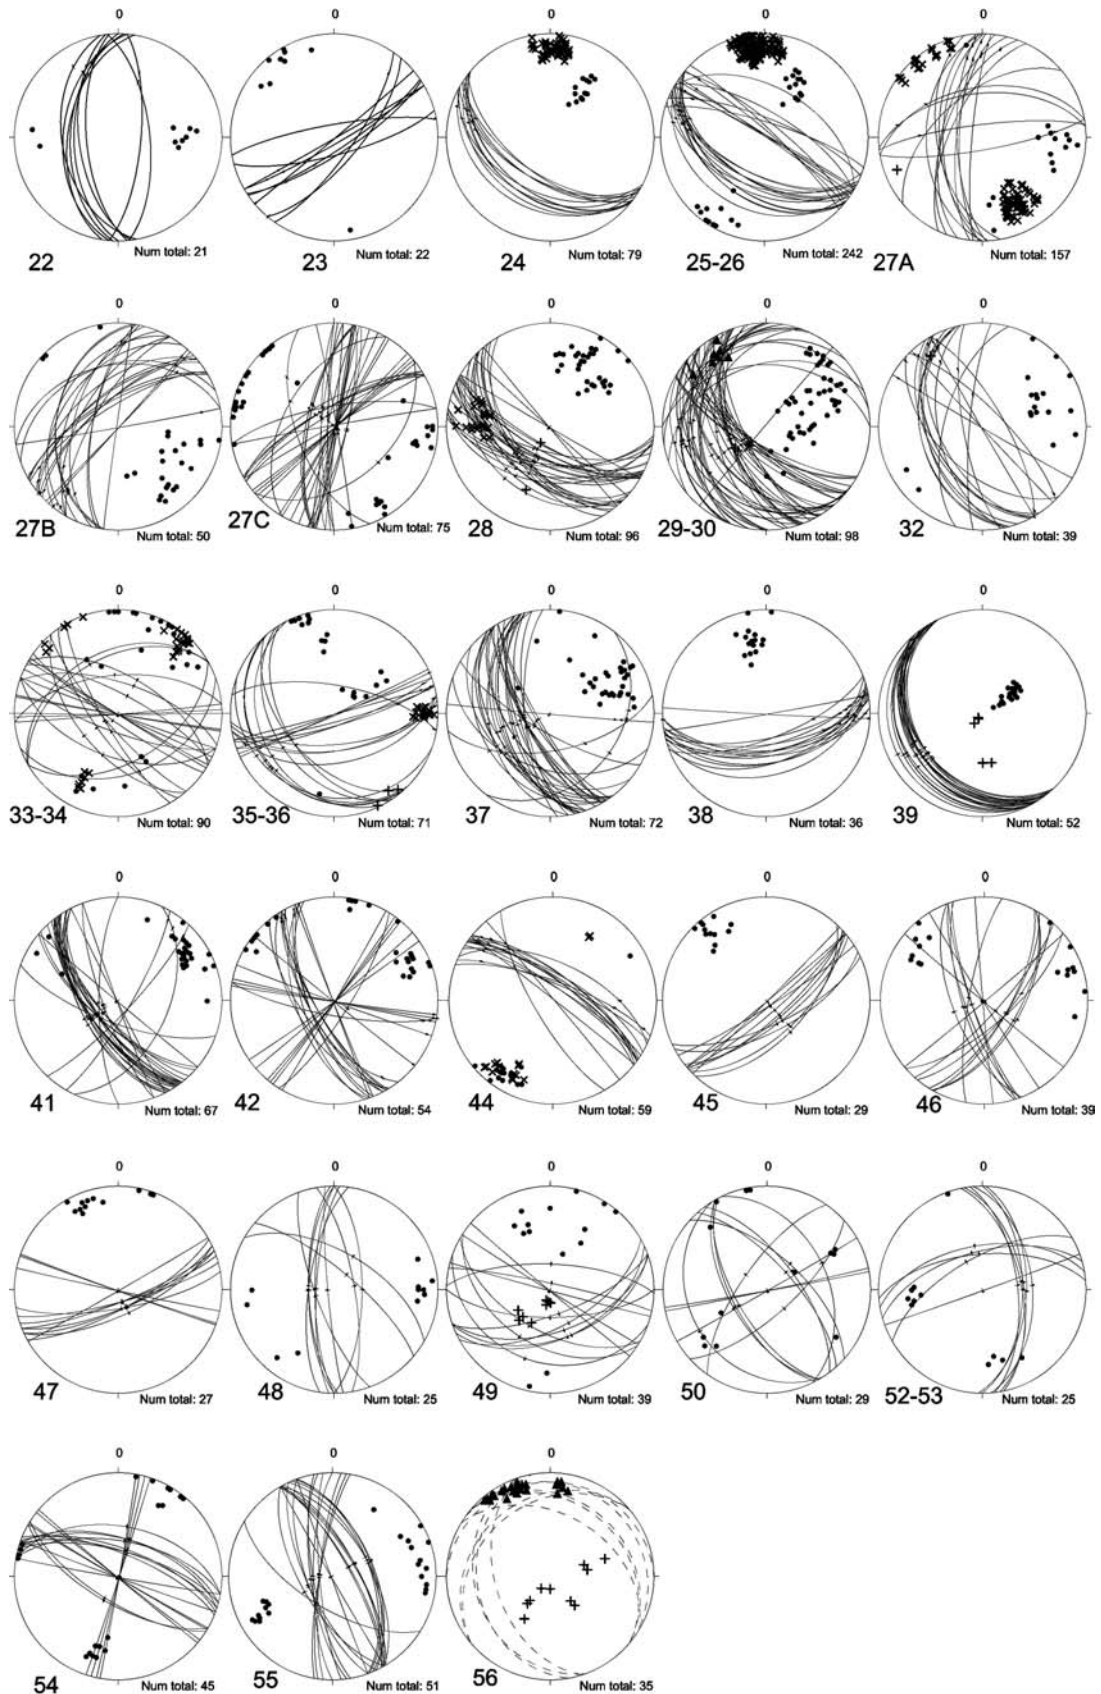 0 0 0 0 0
22 Num total: 21 23 Num total: 22 24 Num total: 79 25-26 Num total: 242 27A Num total: 157
0 0 0 0 0
27B Num total: 50 27C Num total: 75 28 Num total: 96 29-30 Num total: 98 32 Num total: 39
0 0 0 0 0
33-34 Num total: 90 35-36 Num total: 71 37 Num total: 72 38 Num total: 36 39 Num total: 52
0 0 0 0 0
41 Num total: 67 42 Num total: 54 44 Num total: 59 45 Num total: 29 46 Num total: 39
0 0 0 0 0
47 Num total: 27 48 Num total: 25 49 Num total: 39 50 Num total: 29 52-53 Num total: 25
0 0 0
54 Num total: 45 55 Num total: 51 56 Num total: 35